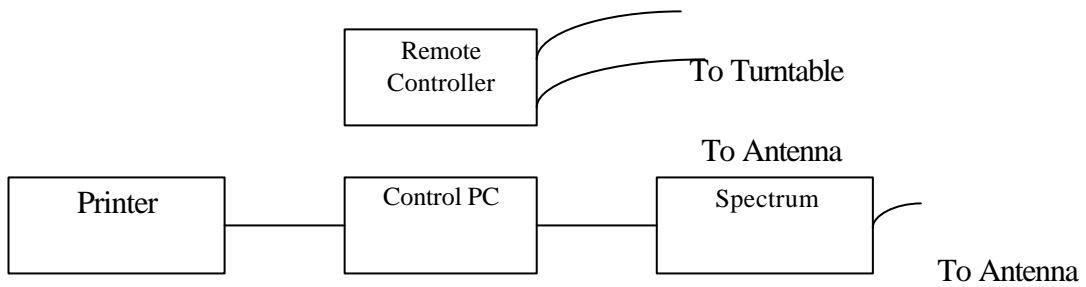 Remote
Controller
To Turntable
To Antenna
Printer
Control PC
Spectrum
To Antenna